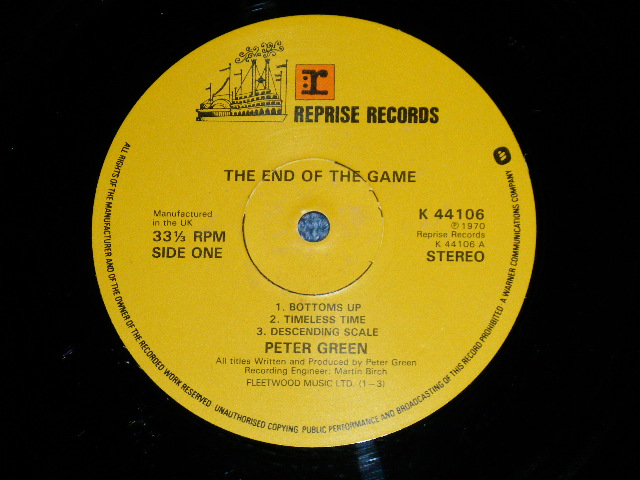 r
REPRISE RECORDS
THE END OF THE GAME
Manufactured
in the UK
33⅓ RPM
SIDE ONE
K 44106
Ⓟ 1970
Reprise Records
K 44106 A
STEREO
1. BOTTOMS UP
2. TIMELESS TIME
3. DESCENDING SCALE
PETER GREEN
All titles Written and Produced by Peter Green
Recording Engineer: Martin Birch
FLEETWOOD MUSIC LTD. (1–3)
ALL RIGHTS OF THE MANUFACTURER AND OF THE OWNER OF THE RECORDED WORK RESERVED UNAUTHORISED COPYING PUBLIC PERFORMANCE AND BROADCASTING OF THIS RECORD PROHIBITED A WARNER COMMUNICATIONS COMPANY